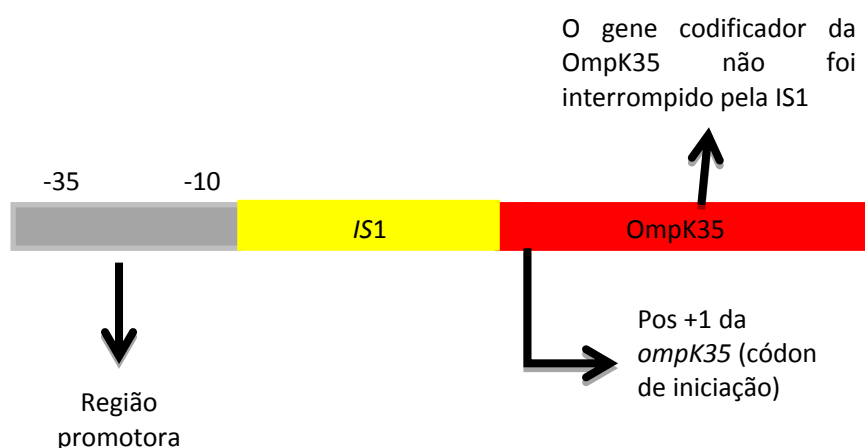 O gene codificador da
OmpK35 não foi
interrompido pela IS1
-35 -10
IS1 OmpK35
Pos +1 da
ompK35 (códon
de iniciação)
Região
promotora